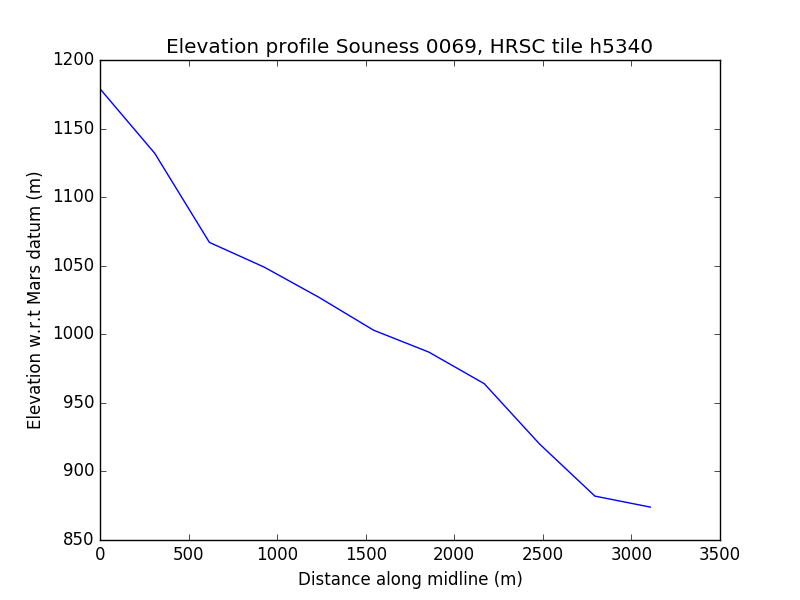 Elevation profile Souness 0069, HRSC tile h5340
1200
1150
1100
1050
1000
950
900
850
Elevation w.r.t Mars datum (m)
0 500 1000 1500 2000 2500 3000 3500
Distance along midline (m)